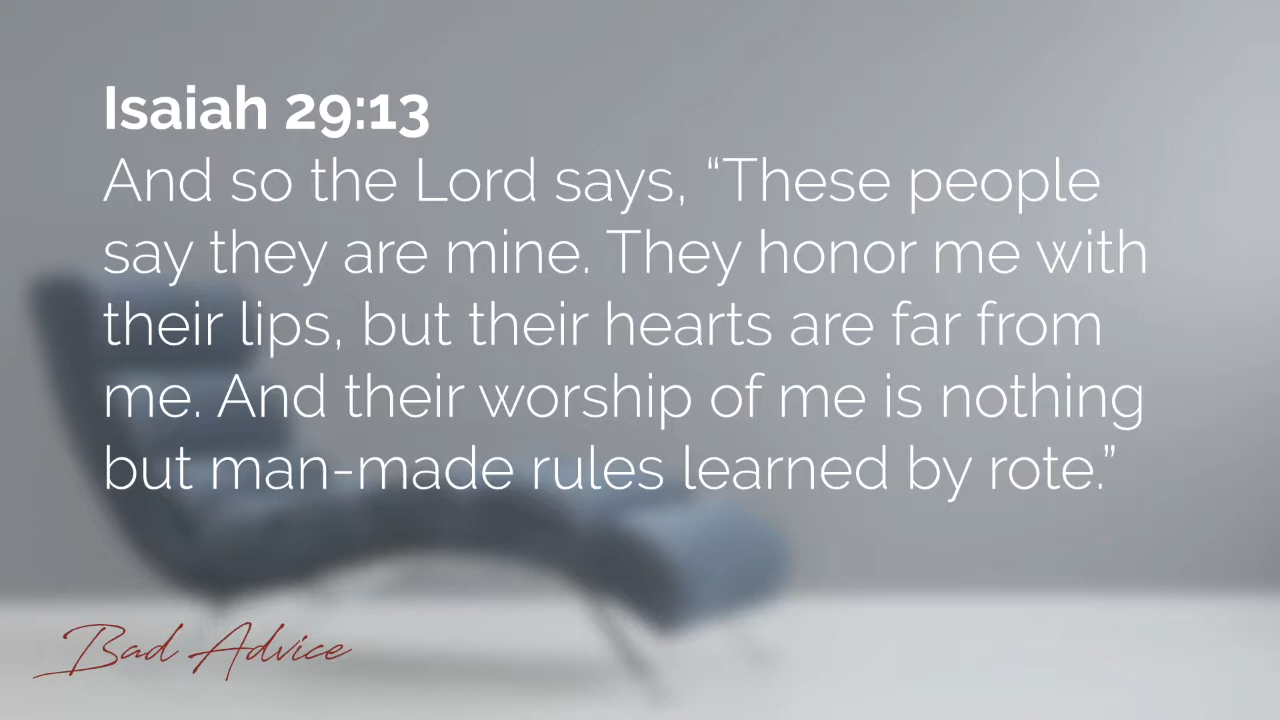 Isaiah 29:13
And so the Lord says, “These people
say they are mine. They honor me with
their lips, but their hearts are far from
me. And their worship of me is nothing
but man-made rules learned by rote.”
Bad Advice